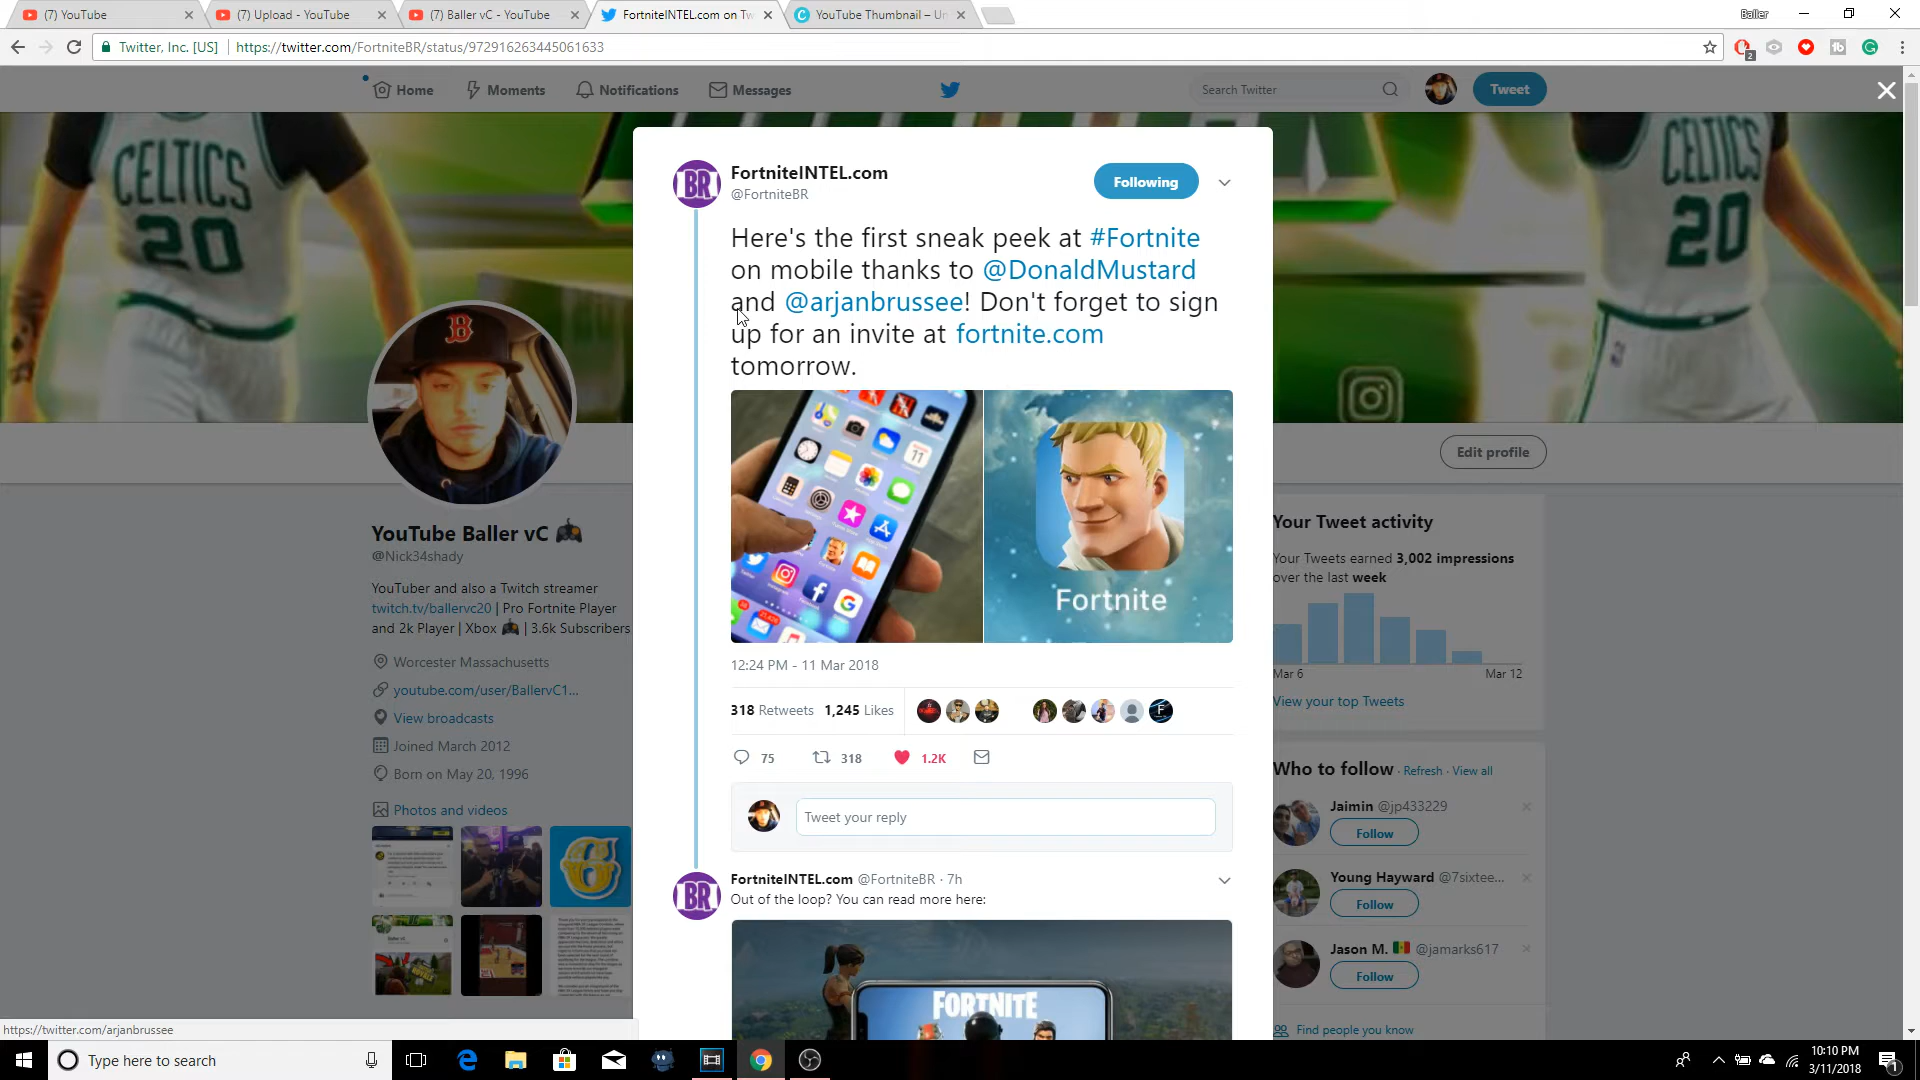 (7) YouTube
(7) Upload - YouTube
(7) Baller vC - YouTube
FortniteINTEL.com on Tw
YouTube Thumbnail – Un
Baller
Twitter, Inc. [US]
https://twitter.com/FortniteBR/status/972916263445061633
2
Home
Moments
Notifications
Messages
Search Twitter
Tweet
CELTICS
20
CELTICS
20
B
YouTube Baller vC 🎮
@Nick34shady
YouTuber and also a Twitch streamer
twitch.tv/ballervc20 | Pro Fortnite Player
and 2k Player | Xbox 🎮 | 3.6k Subscribers
Worcester Massachusetts
youtube.com/user/BallervC1...
View broadcasts
Joined March 2012
Born on May 20, 1996
Photos and videos
BR
FortniteINTEL.com
@FortniteBR
Following
Here's the first sneak peek at #Fortnite
on mobile thanks to @DonaldMustard
and @arjanbrussee! Don't forget to sign
up for an invite at fortnite.com
tomorrow.
11
Fortnite
12:24 PM - 11 Mar 2018
318 Retweets 1,245 Likes
75
318
1.2K
Tweet your reply
BR
FortniteINTEL.com @FortniteBR · 7h
Out of the loop? You can read more here:
FORTNITE
Edit profile
Your Tweet activity
Your Tweets earned 3,002 impressions
over the last week
Mar 6
Mar 12
View your top Tweets
Who to follow · Refresh · View all
Jaimin @jp433229
Follow
Young Hayward @7sixtee...
Follow
Jason M. 🇸🇳 @jamarks617
Follow
Find people you know
https://twitter.com/arjanbrussee
Type here to search
10:10 PM
3/11/2018
1